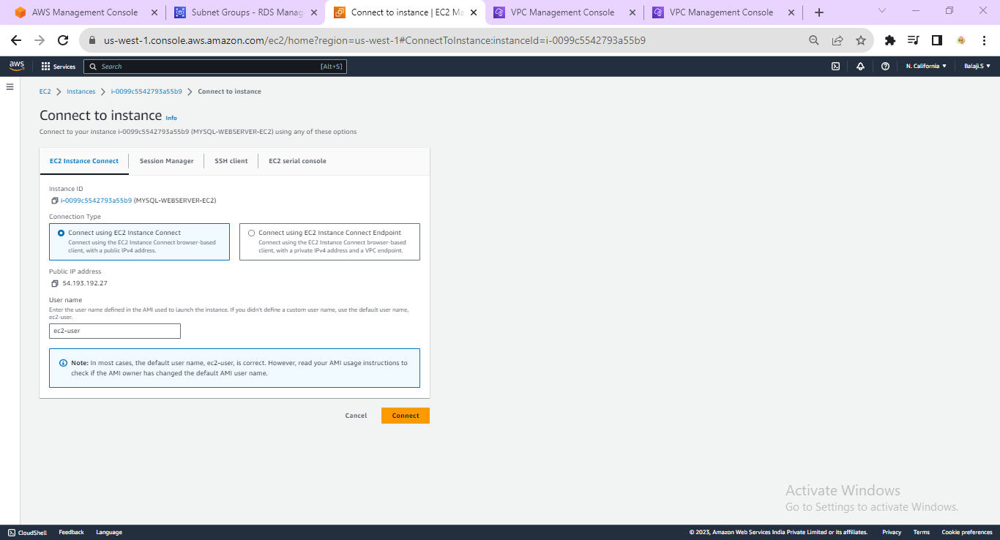 AWS Management Console
Subnet Groups - RDS Manag
Connect to instance | EC2 Ma
VPC Management Console
VPC Management Console
us-west-1.console.aws.amazon.com/ec2/home?region=us-west-1#ConnectToInstance:instanceId=i-0099c5542793a55b9
aws
Services
Search
[Alt+S]
N. California
Balaji.S
EC2
Instances
i-0099c5542793a55b9
Connect to instance
Connect to instance Info
Connect to your instance i-0099c5542793a55b9 (MYSQL-WEBSERVER-EC2) using any of these options
EC2 Instance Connect
Session Manager
SSH client
EC2 serial console
Instance ID
i-0099c5542793a55b9 (MYSQL-WEBSERVER-EC2)
Connection Type
Connect using EC2 Instance Connect
Connect using the EC2 Instance Connect browser-based
client, with a public IPv4 address.
Connect using EC2 Instance Connect Endpoint
Connect using the EC2 Instance Connect browser-based
client, with a private IPv4 address and a VPC endpoint.
Public IP address
54.193.192.27
User name
Enter the user name defined in the AMI used to launch the instance. If you didn't define a custom user name, use the default user name,
ec2-user.
ec2-user
Note: In most cases, the default user name, ec2-user, is correct. However, read your AMI usage instructions to
check if the AMI owner has changed the default AMI user name.
Cancel
Connect
Activate Windows
Go to Settings to activate Windows.
CloudShell
Feedback
Language
© 2023, Amazon Web Services India Private Limited or its affiliates.
Privacy
Terms
Cookie preferences